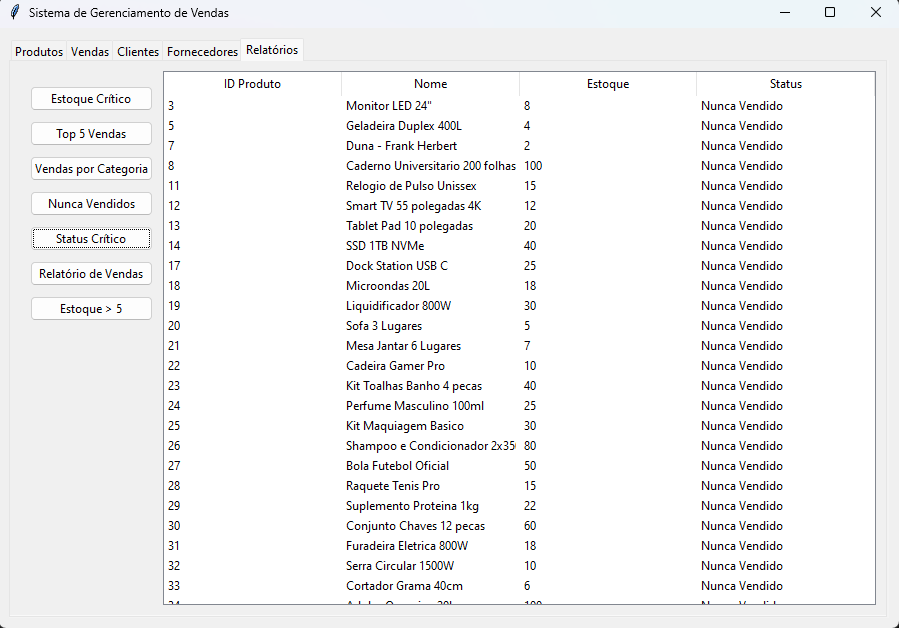 Sistema de Gerenciamento de Vendas
Produtos Vendas Clientes Fornecedores Relatórios
Estoque Crítico
Top 5 Vendas
Vendas por Categoria
Nunca Vendidos
Status Crítico
Relatório de Vendas
Estoque > 5
ID Produto Nome Estoque Status
3 Monitor LED 24" 8 Nunca Vendido
5 Geladeira Duplex 400L 4 Nunca Vendido
7 Duna - Frank Herbert 2 Nunca Vendido
8 Caderno Universitario 200 folhas 100 Nunca Vendido
11 Relogio de Pulso Unissex 15 Nunca Vendido
12 Smart TV 55 polegadas 4K 12 Nunca Vendido
13 Tablet Pad 10 polegadas 20 Nunca Vendido
14 SSD 1TB NVMe 40 Nunca Vendido
17 Dock Station USB C 25 Nunca Vendido
18 Microondas 20L 18 Nunca Vendido
19 Liquidificador 800W 30 Nunca Vendido
20 Sofa 3 Lugares 5 Nunca Vendido
21 Mesa Jantar 6 Lugares 7 Nunca Vendido
22 Cadeira Gamer Pro 10 Nunca Vendido
23 Kit Toalhas Banho 4 pecas 40 Nunca Vendido
24 Perfume Masculino 100ml 25 Nunca Vendido
25 Kit Maquiagem Basico 30 Nunca Vendido
26 Shampoo e Condicionador 2x35 80 Nunca Vendido
27 Bola Futebol Oficial 50 Nunca Vendido
28 Raquete Tenis Pro 15 Nunca Vendido
29 Suplemento Proteina 1kg 22 Nunca Vendido
30 Conjunto Chaves 12 pecas 60 Nunca Vendido
31 Furadeira Eletrica 800W 18 Nunca Vendido
32 Serra Circular 1500W 10 Nunca Vendido
33 Cortador Grama 40cm 6 Nunca Vendido